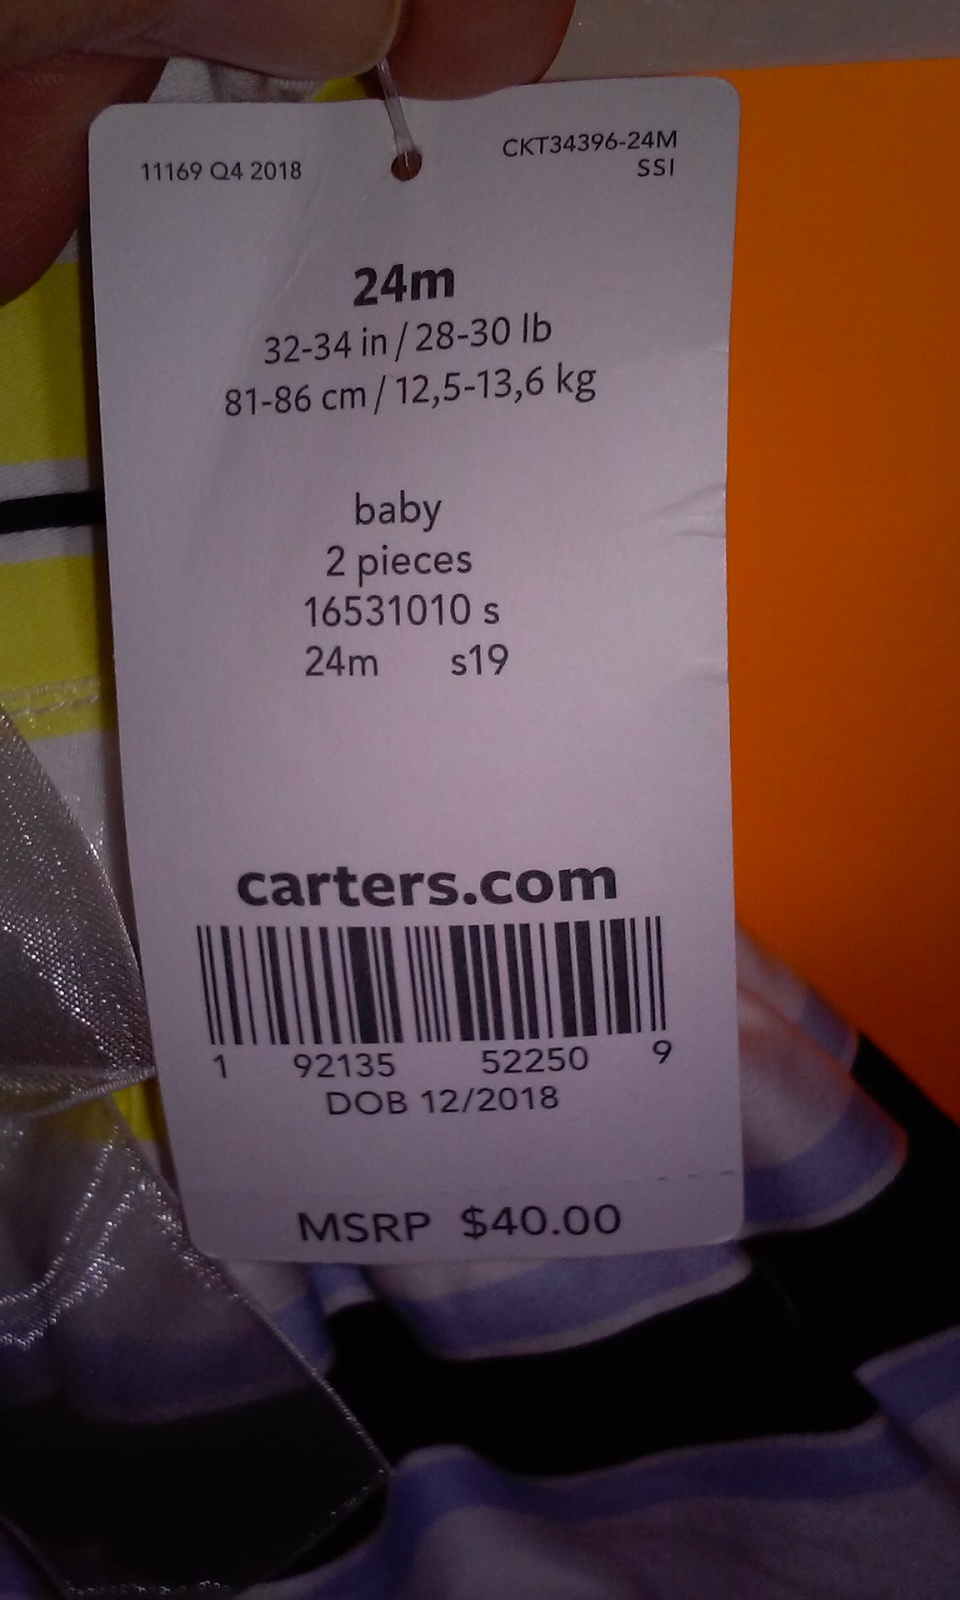 11169 Q4 2018
CKT34396-24M
SSI
24m
32-34 in / 28-30 lb
81-86 cm / 12,5-13,6 kg
baby
2 pieces
16531010 s
24m s19
carters.com
1 92135 52250 9
DOB 12/2018
MSRP $40.00